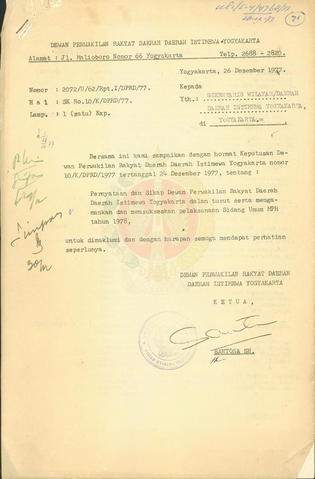 DEWAN PERWAKILAN RAKYAT DAERAH DAERAH ISTIMEWA YOGYAKARTA
Alamat : Jl. Malioboro Nomor 66 Yogyakarta Telp. 2688 - 2820.
Yogyakarta, 26 Desember 1977.
Nomor : 2072/U/62/Rpt.I/DPRD/77.
H a l : SK No.10/K/DPRD/77.
Lamp. : 1 (satu) Exp.
Kepada
Yth.: SEKRETARIS WILAYAH/DAERAH
DAERAH ISTIMEWA YOGYAKARTA,
di YOGYAKARTA.=
Bersama ini kami sampaikan dengan hormat Keputusan De-
wan Perwakilan Rakyat Daerah Daerah Istimewa Yogyakarta nomor
10/K/DPRD/1977 tertanggal 24 Desember 1977, tentang :
Pernyataan dan Sikap Dewan Perwakilan Rakyat Daerah
Daerah Istimewa Yogyakarta dalam turut serta menga-
mankan dan mensukseskan pelaksanaan Sidang Umum MPR
tahun 1978,
untuk dimaklumi dan dengan harapan semoga mendapat perhatian
seperlunya.
DEWAN PERWAKILAN RAKYAT DAERAH
DAERAH ISTIMEWA YOGYAKARTA
K E T U A ,
SANTOSA SH.